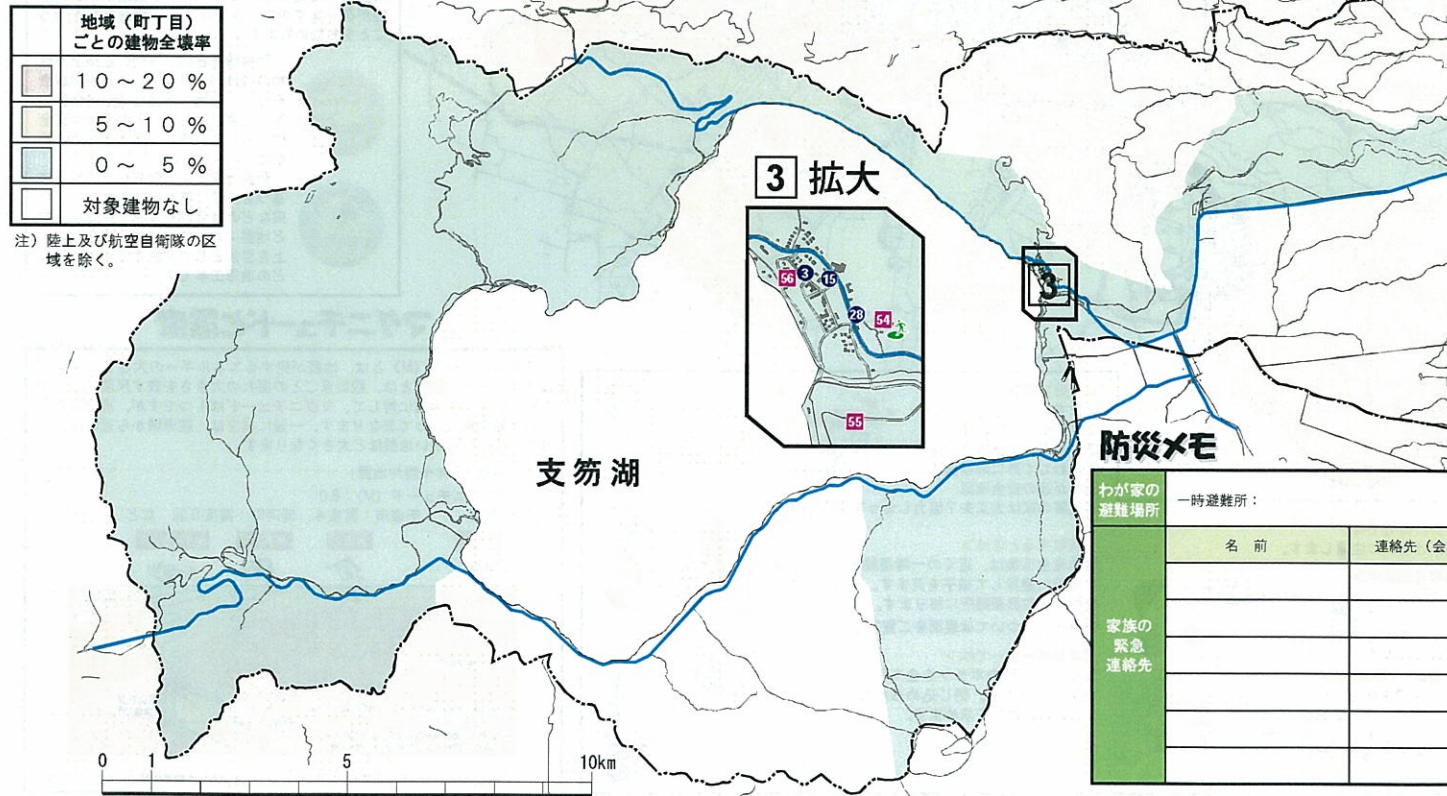 地域（町丁目）
ごとの建物全壊率
10～20 %
5～10 %
0～ 5 %
対象建物なし
注）陸上及び航空自衛隊の区
域を除く。
3 拡大
56
3
15
28
54
55
3
支笏湖
防災メモ
わが家の
避難場所
一時避難所：
名 前
連絡先（会
家族の
緊急
連絡先
0
1
5
10km